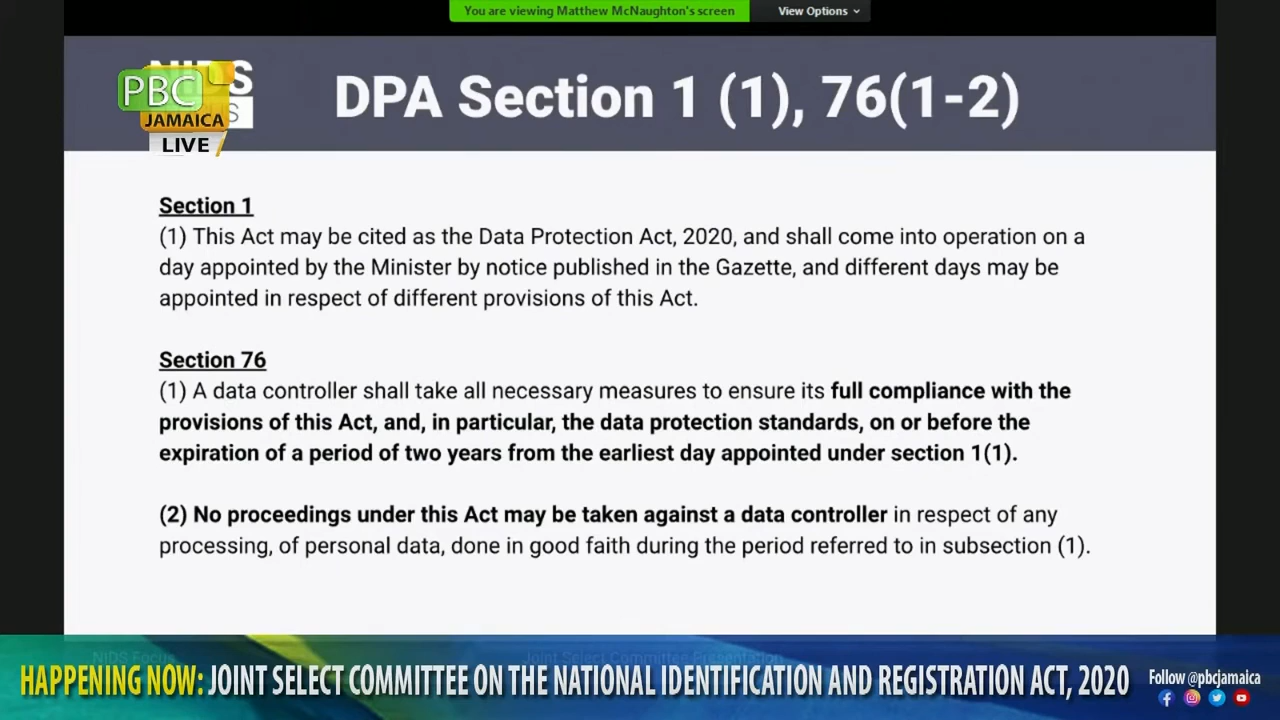 You are viewing Matthew McNaughton's screen
View Options
PBC
JAMAICA
LIVE
DPA Section 1 (1), 76(1-2)
Section 1
(1) This Act may be cited as the Data Protection Act, 2020, and shall come into operation on a
day appointed by the Minister by notice published in the Gazette, and different days may be
appointed in respect of different provisions of this Act.
Section 76
(1) A data controller shall take all necessary measures to ensure its full compliance with the
provisions of this Act, and, in particular, the data protection standards, on or before the
expiration of a period of two years from the earliest day appointed under section 1(1).
(2) No proceedings under this Act may be taken against a data controller in respect of any
processing, of personal data, done in good faith during the period referred to in subsection (1).
NIDS Focus
Joint Select Committee Presentation
HAPPENING NOW: JOINT SELECT COMMITTEE ON THE NATIONAL IDENTIFICATION AND REGISTRATION ACT, 2020
Follow @pbcjamaica